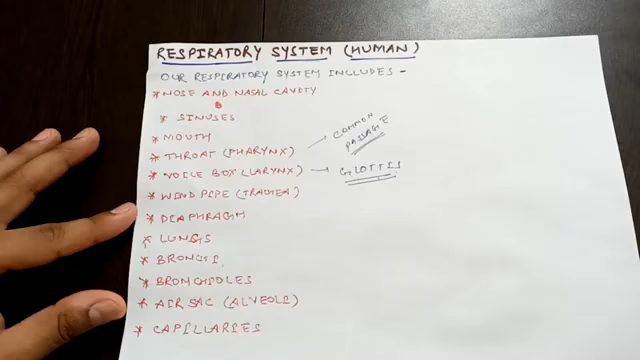 RESPIRATORY SYSTEM (HUMAN)
OUR RESPIRATORY SYSTEM INCLUDES -
* NOSE AND NASAL CAVITY
* SINUSES
* MOUTH
* THROAT (PHARYNX) → COMMON PASSAGE
* VOICE BOX (LARYNX) → GLOTTIS
* WIND PIPE (TRACHEA)
* DIAPHRAGM
* LUNGS
* BRONCHI
* BRONCHIOLES
* AIR SAC (ALVEOLI)
* CAPILLARIES